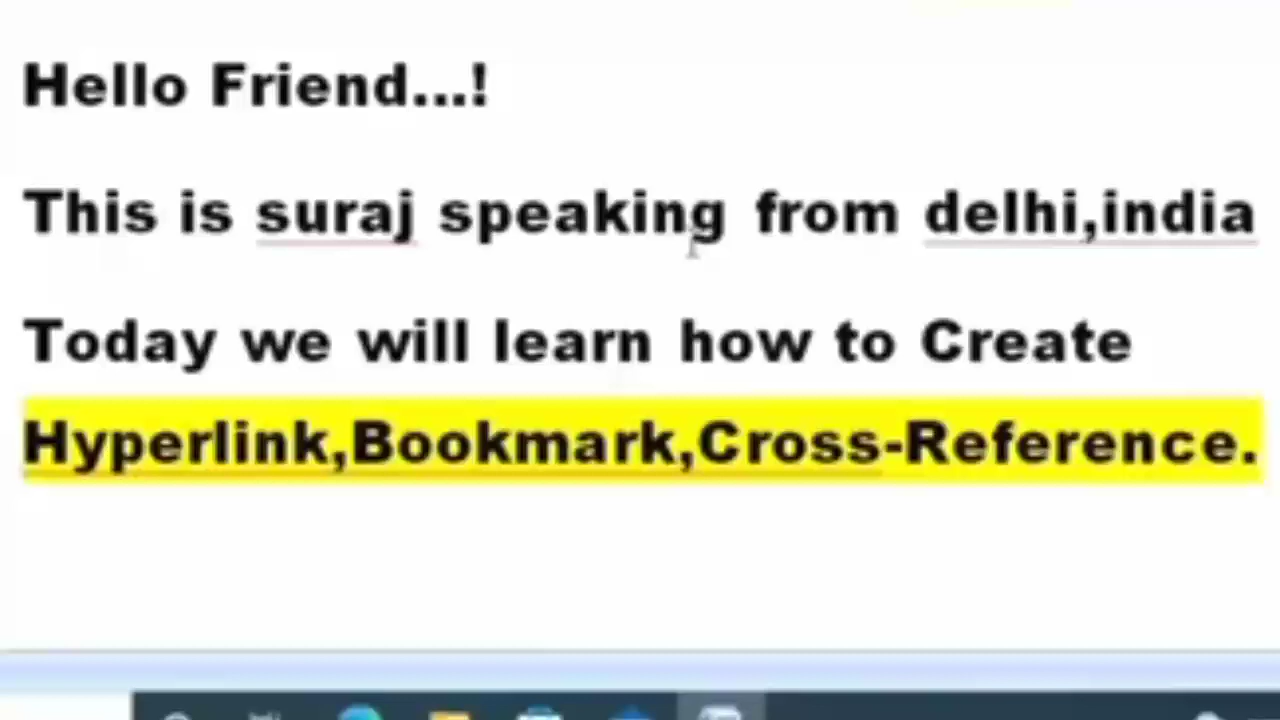 Hello Friend...!
This is suraj speaking from delhi,india
Today we will learn how to Create
Hyperlink,Bookmark,Cross-Reference.